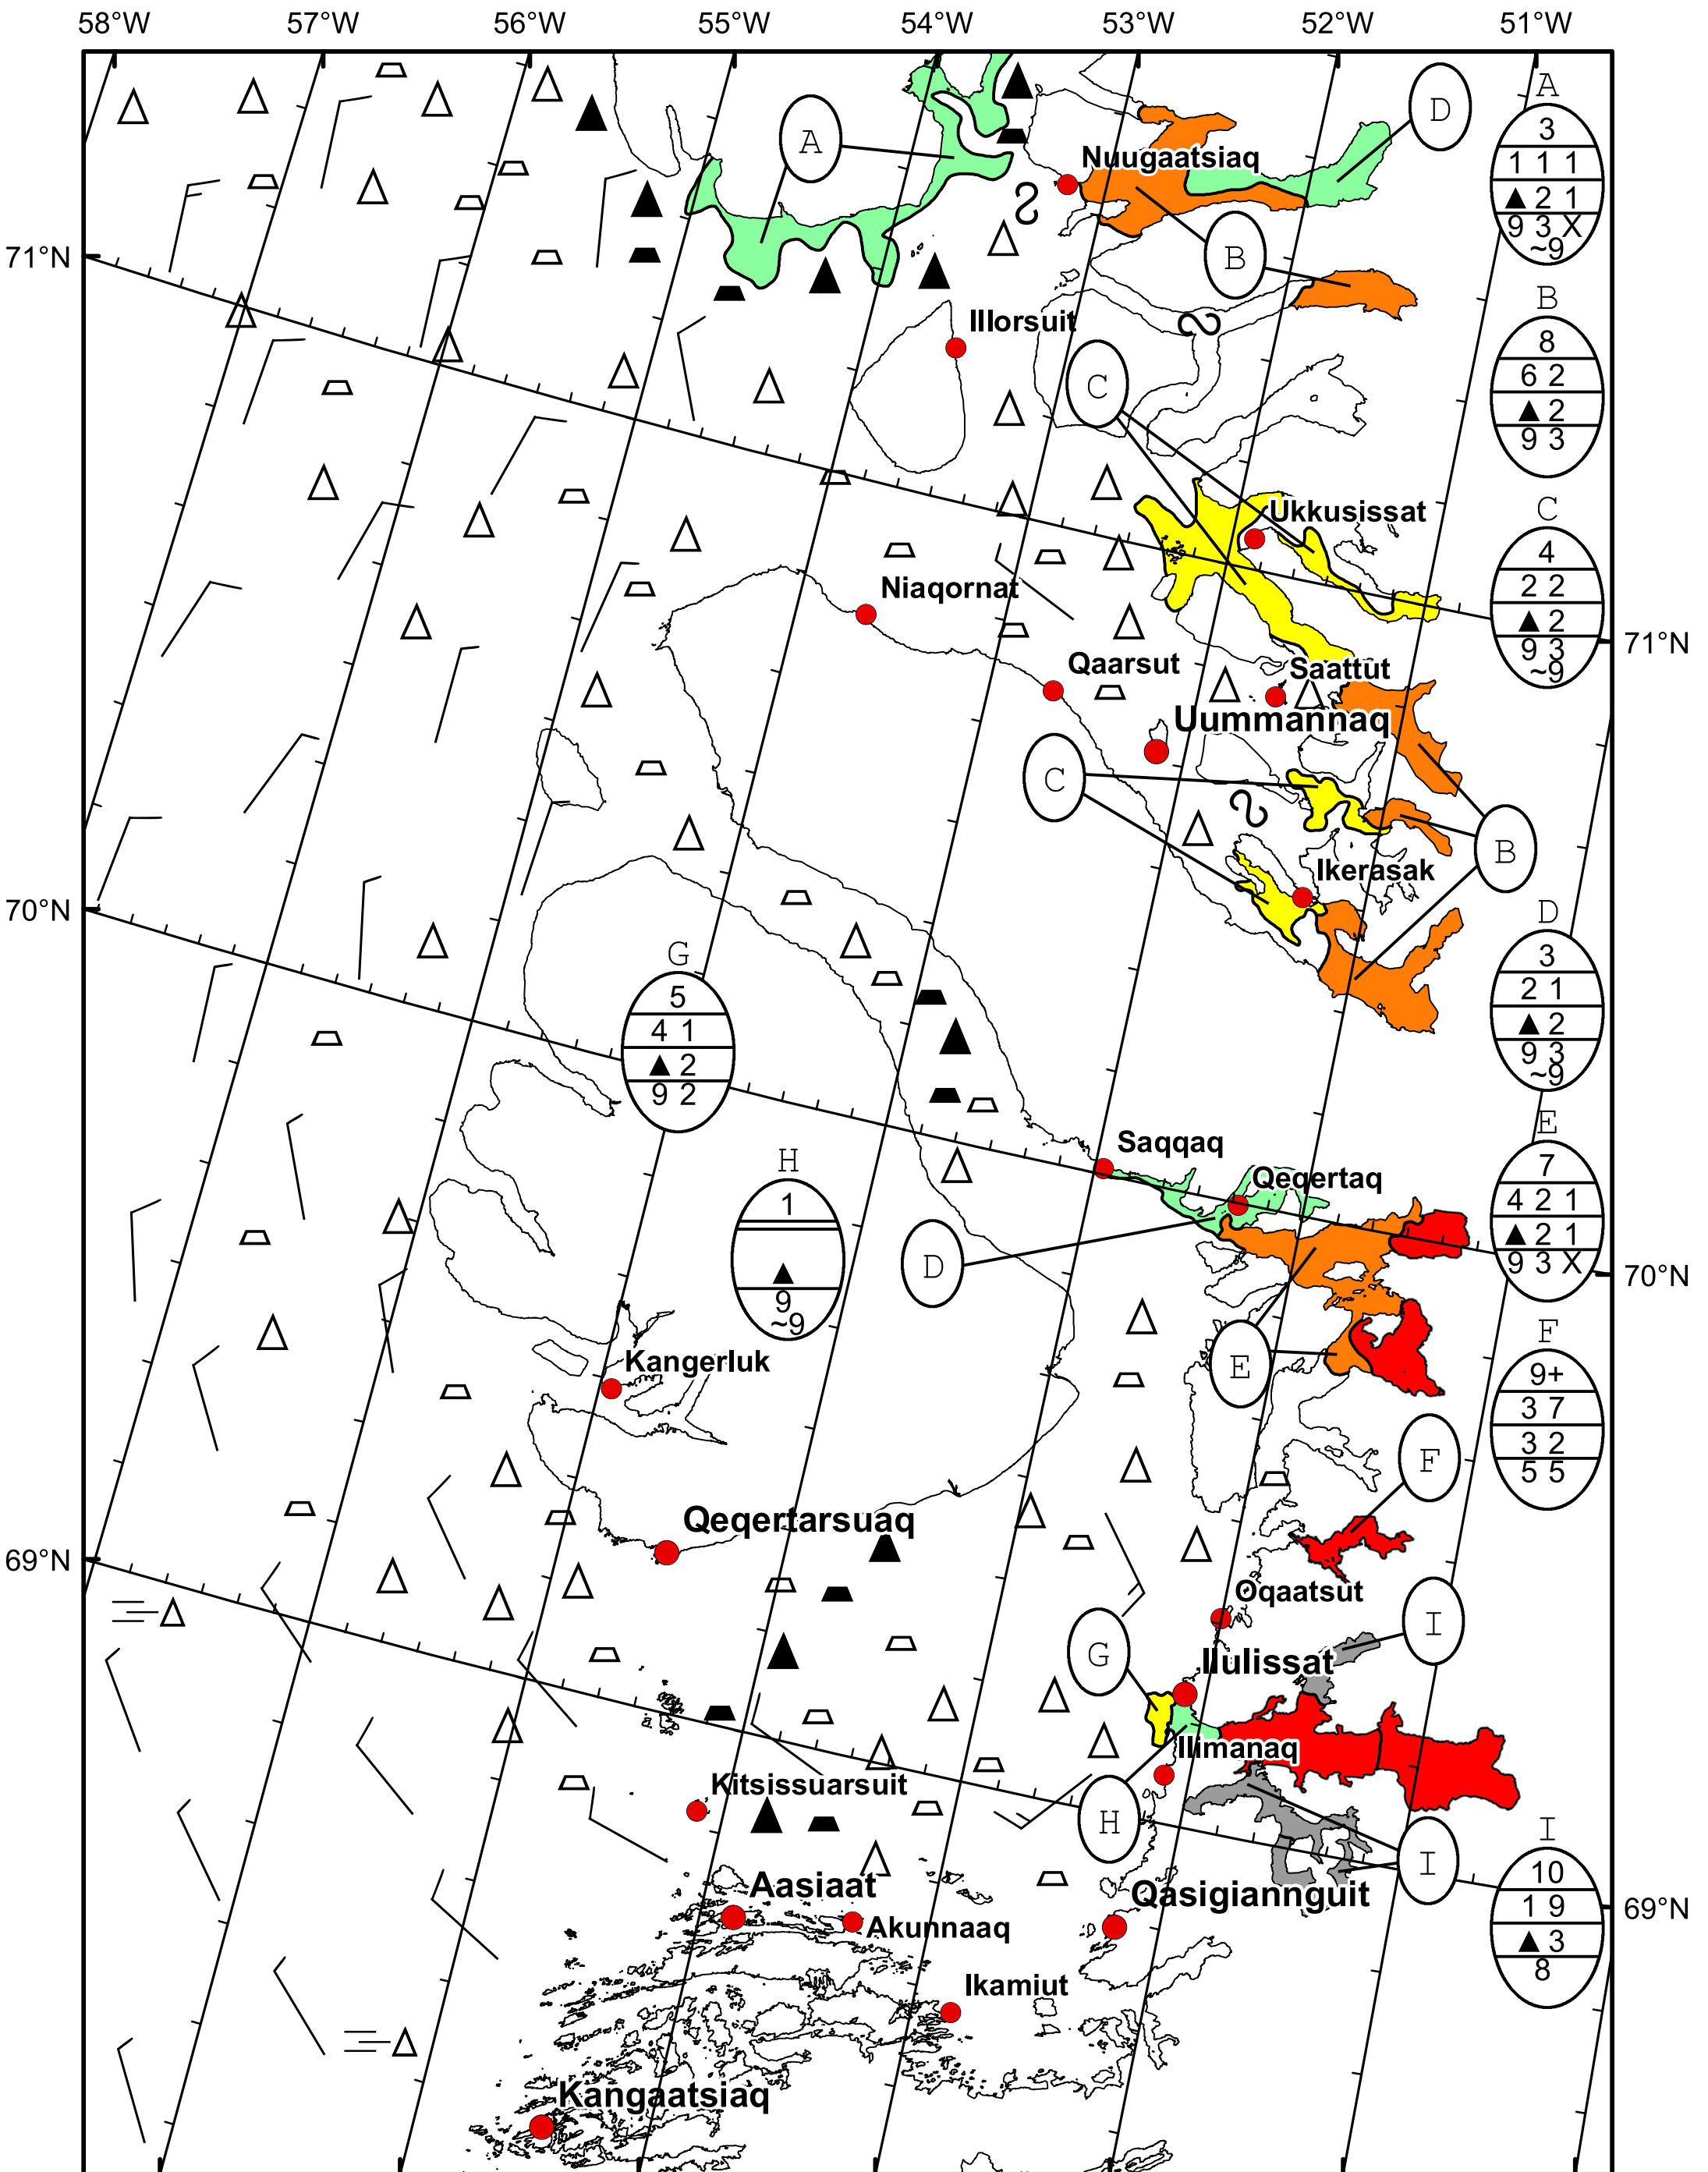 58°W 57°W 56°W 55°W 54°W 53°W 52°W 51°W
A
3
1 1 1
▲ 2 1
9 3 X
~9
D
A
Nuugaatsiaq
B
71°N
B
8
6 2
▲ 2
9 3
Illorsuit
C
C
4
2 2
▲ 2
9 3
~9
Ukkusissat
Niaqornat
71°N
Qaarsut
Saattut
Uummannaq
C
B
Ikerasak
70°N
D
3
2 1
▲ 2
9 3
~9
G
5
4 1
▲ 2
9 2
E
7
4 2 1
▲ 2 1
9 3 X
Saqqaq
Qeqertaq
H
1
▲
9
~9
D
70°N
E
Kangerluk
F
9+
3 7
3 2
5 5
F
Qeqertarsuaq
69°N
Oqaatsut
I
G
Ilulissat
Ilimanaq
Kitsissuarsuit
H
I
I
10
1 9
▲ 3
8
Aasiaat
Qasigiannguit
69°N
Akunnaaq
Ikamiut
Kangaatsiaq